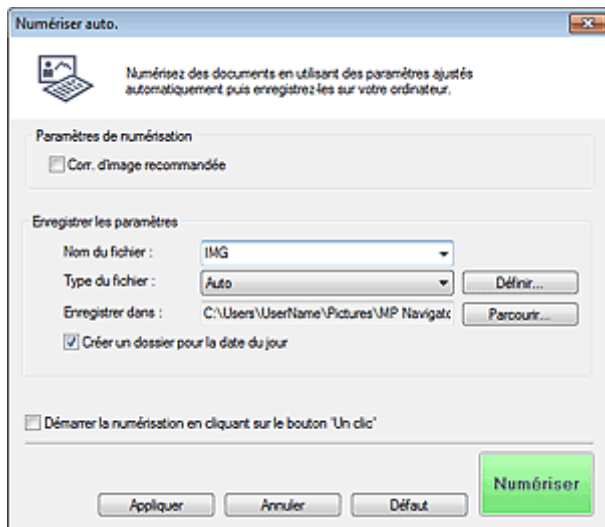 Numériser auto.
Numérisez des documents en utilisant des paramètres ajustés
automatiquement puis enregistrez-les sur votre ordinateur.
Paramètres de numérisation
Corr. d'image recommandée
Enregistrer les paramètres
Nom du fichier : IMG
Type du fichier : Auto Définir...
Enregistrer dans : C:\Users\UserName\Pictures\MP Navigatc Parcourir...
Créer un dossier pour la date du jour
Démarrer la numérisation en cliquant sur le bouton 'Un clic'
Numériser
Appliquer Annuler Défaut